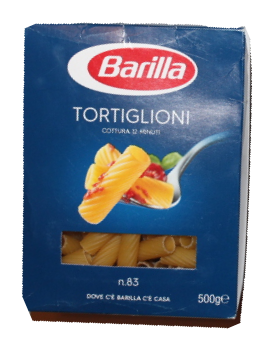 Barilla
TORTIGLIONI
COTTURA 12 MINUTI
n.83
DOVE C'È BARILLA C'È CASA
500g℮